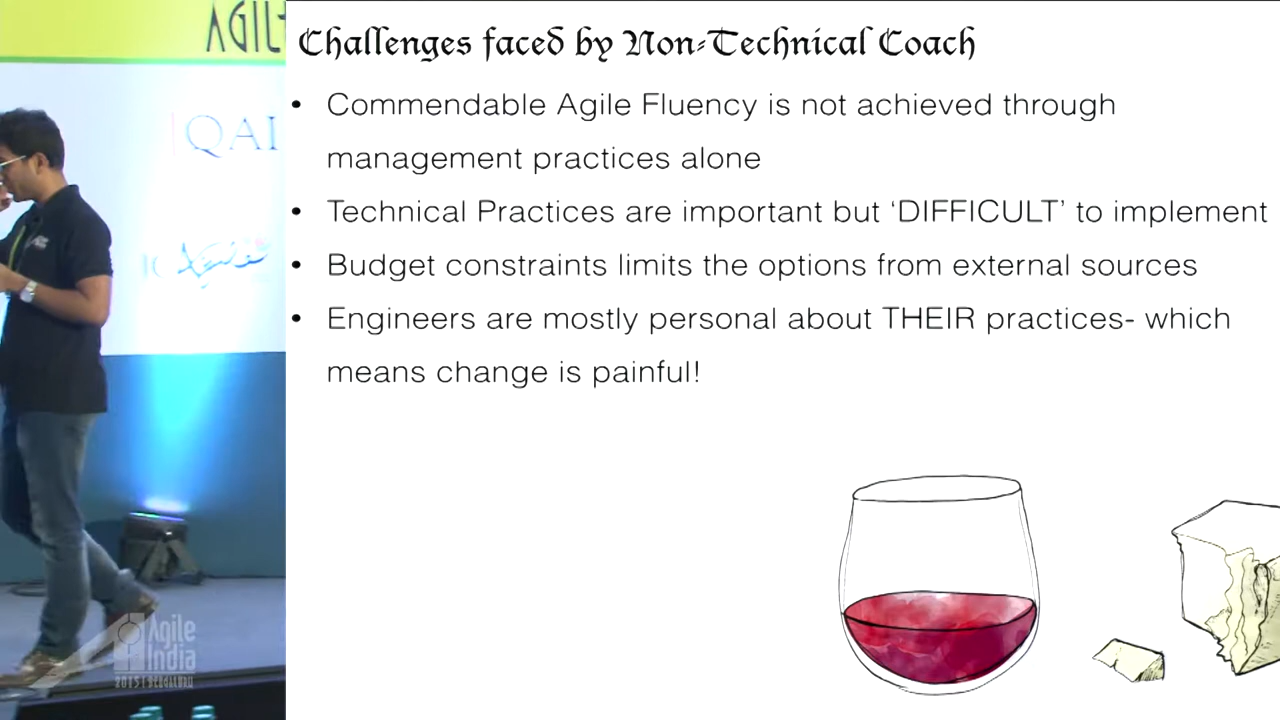 AGIL
QAI
Challenges faced by Non-Technical Coach
• Commendable Agile Fluency is not achieved through
management practices alone
• Technical Practices are important but ‘DIFFICULT’ to implement
• Budget constraints limits the options from external sources
• Engineers are mostly personal about THEIR practices- which
means change is painful!
Agile
India
2015 | BENGALURU